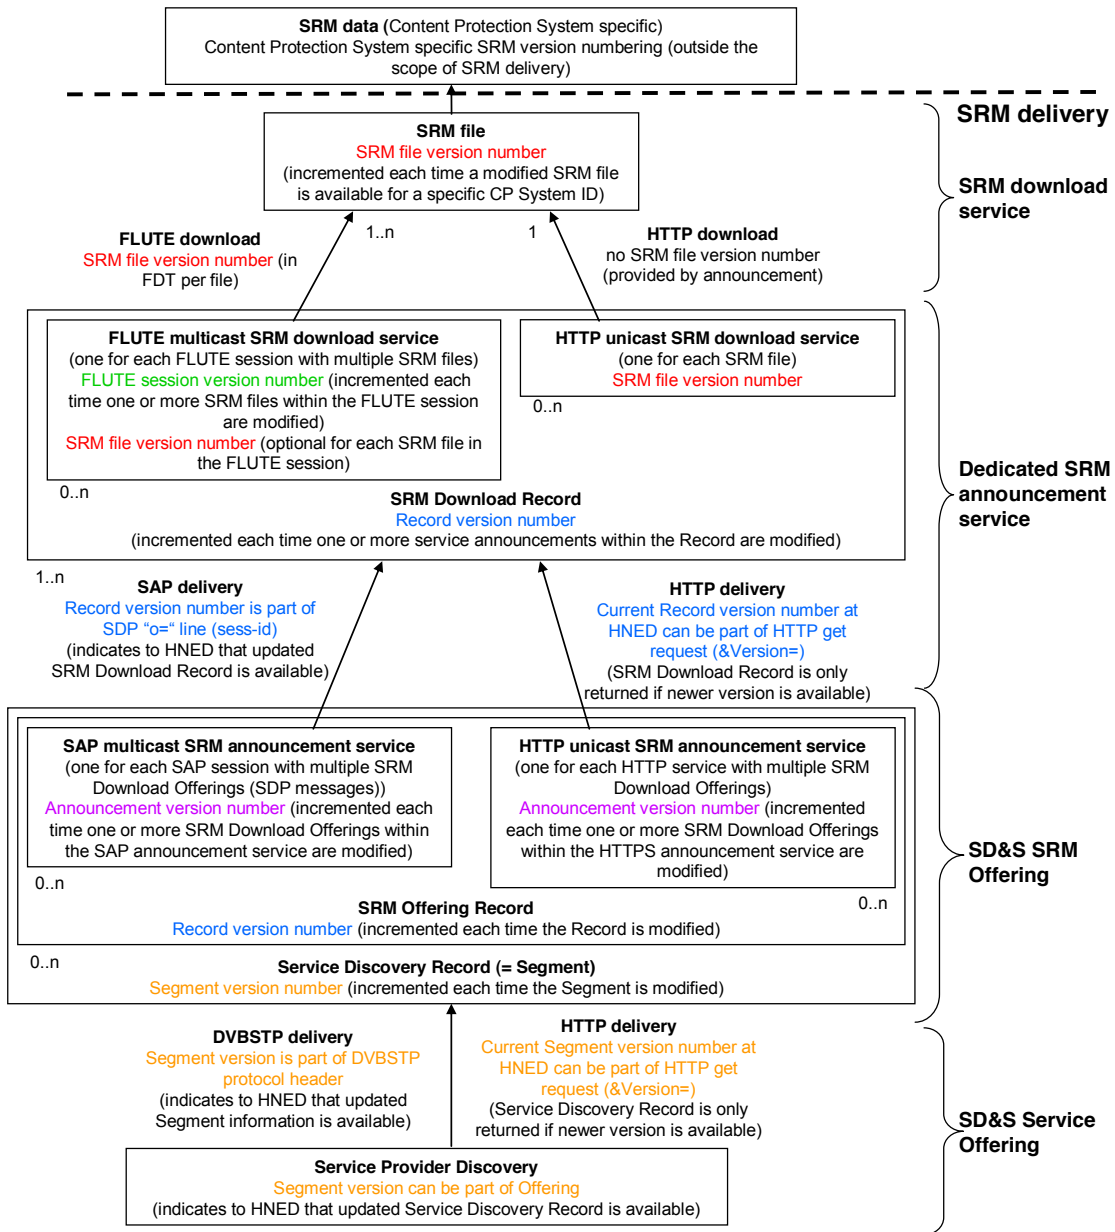 SRM data (Content Protection System specific)
Content Protection System specific SRM version numbering (outside the
scope of SRM delivery)
SRM delivery
SRM file
SRM file version number
(incremented each time a modified SRM file
is available for a specific CP System ID)
SRM download
service
1..n
1
FLUTE download
SRM file version number (in
FDT per file)
HTTP download
no SRM file version number
(provided by announcement)
FLUTE multicast SRM download service
(one for each FLUTE session with multiple SRM files)
FLUTE session version number (incremented each
time one or more SRM files within the FLUTE session
are modified)
SRM file version number (optional for each SRM file in
the FLUTE session)
0..n
HTTP unicast SRM download service
(one for each SRM file)
SRM file version number
0..n
SRM Download Record
Record version number
(incremented each time one or more service announcements within the Record are modified)
1..n
Dedicated SRM
announcement
service
SAP delivery
Record version number is part of
SDP “o=“ line (sess-id)
(indicates to HNED that updated
SRM Download Record is available)
HTTP delivery
Current Record version number at
HNED can be part of HTTP get
request (&Version=)
(SRM Download Record is only
returned if newer version is available)
SAP multicast SRM announcement service
(one for each SAP session with multiple SRM
Download Offerings (SDP messages))
Announcement version number (incremented each
time one or more SRM Download Offerings within
the SAP announcement service are modified)
0..n
HTTP unicast SRM announcement service
(one for each HTTP service with multiple SRM
Download Offerings)
Announcement version number (incremented
each time one or more SRM Download Offerings
within the HTTPS announcement service are
modified)
0..n
SRM Offering Record
Record version number (incremented each time the Record is modified)
0..n
Service Discovery Record (= Segment)
Segment version number (incremented each time the Segment is modified)
SD&S SRM
Offering
DVBSTP delivery
Segment version is part of DVBSTP
protocol header
(indicates to HNED that updated
Segment information is available)
HTTP delivery
Current Segment version number at
HNED can be part of HTTP get
request (&Version=)
(Service Discovery Record is only
returned if newer version is available)
SD&S Service
Offering
Service Provider Discovery
Segment version can be part of Offering
(indicates to HNED that updated Service Discovery Record is available)